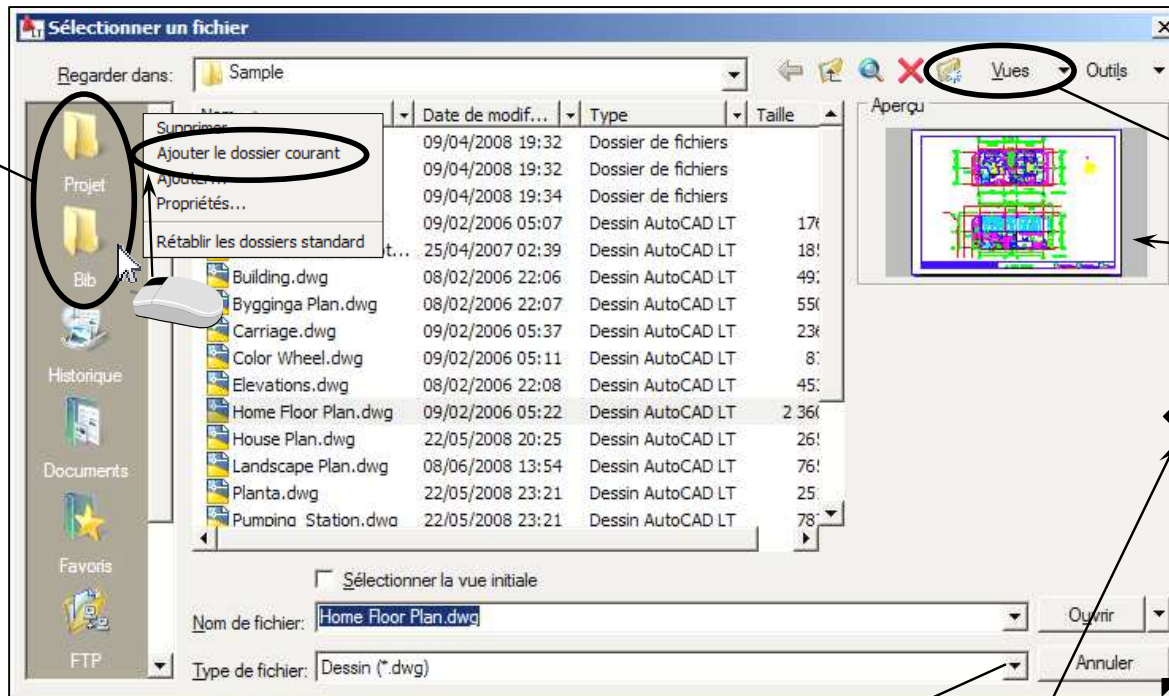 LT Sélectionner un fichier
Regarder dans: Sample Vues Outils
Date de modif... Type Taille Aperçu
Supprimer
Ajouter le dossier courant
Ajouter...
Propriétés...
Rétablir les dossiers standard
09/04/2008 19:32 Dossier de fichiers
09/04/2008 19:32 Dossier de fichiers
09/04/2008 19:34 Dossier de fichiers
09/02/2006 05:07 Dessin AutoCAD LT
t... 25/04/2007 02:39 Dessin AutoCAD LT
Building.dwg 08/02/2006 22:06 Dessin AutoCAD LT
Bygginga Plan.dwg 08/02/2006 22:07 Dessin AutoCAD LT
Carriage.dwg 09/02/2006 05:37 Dessin AutoCAD LT
Color Wheel.dwg 09/02/2006 05:11 Dessin AutoCAD LT
Elevations.dwg 08/02/2006 22:08 Dessin AutoCAD LT
Home Floor Plan.dwg 09/02/2006 05:22 Dessin AutoCAD LT
House Plan.dwg 22/05/2008 20:25 Dessin AutoCAD LT
Landscape Plan.dwg 08/06/2008 13:54 Dessin AutoCAD LT
Planta.dwg 22/05/2008 23:21 Dessin AutoCAD LT
Pumping Station.dwg 22/05/2008 23:21 Dessin AutoCAD LT
Projet
Bib
Historique
Documents
Favoris
FTP
Sélectionner la vue initiale
Nom de fichier: Home Floor Plan.dwg Ouvrir
Type de fichier: Dessin (*.dwg) Annuler